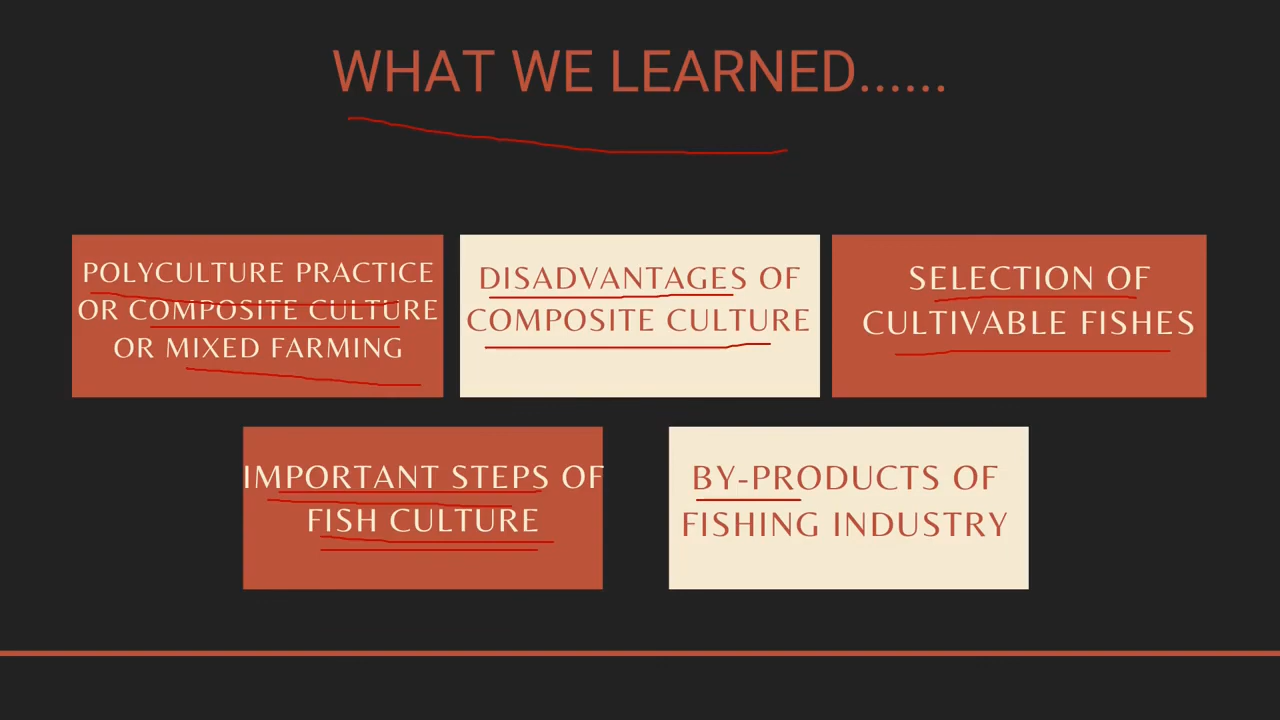 WHAT WE LEARNED......
POLYCULTURE PRACTICE
OR COMPOSITE CULTURE
OR MIXED FARMING
DISADVANTAGES OF
COMPOSITE CULTURE
SELECTION OF
CULTIVABLE FISHES
IMPORTANT STEPS OF
FISH CULTURE
BY-PRODUCTS OF
FISHING INDUSTRY